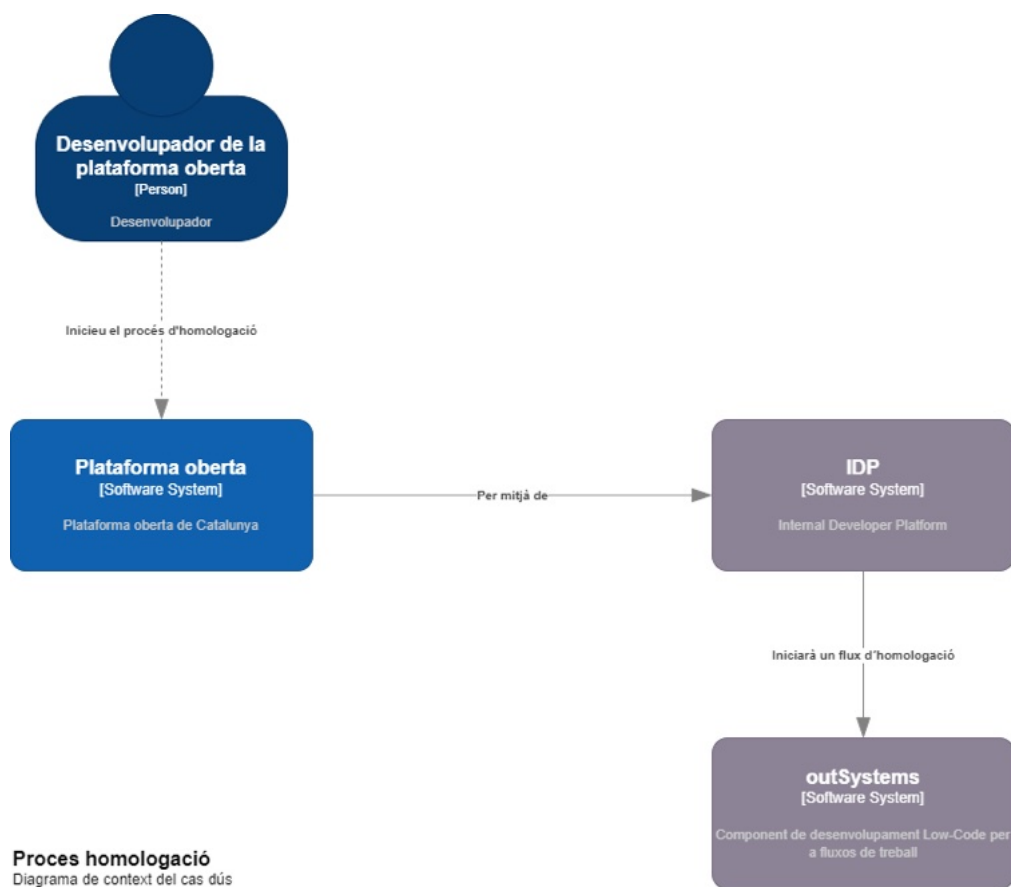 Desenvolupador de la
plataforma oberta
[Person]
Desenvolupador
Inicieu el procés d'homologació
Plataforma oberta
[Software System]
Plataforma oberta de Catalunya
Per mitjà de
IDP
[Software System]
Internal Developer Platform
Iniciarà un flux d'homologació
outSystems
[Software System]
Component de desenvolupament Low-Code per
a fluxos de treball
Proces homologació
Diagrama de context del cas dús